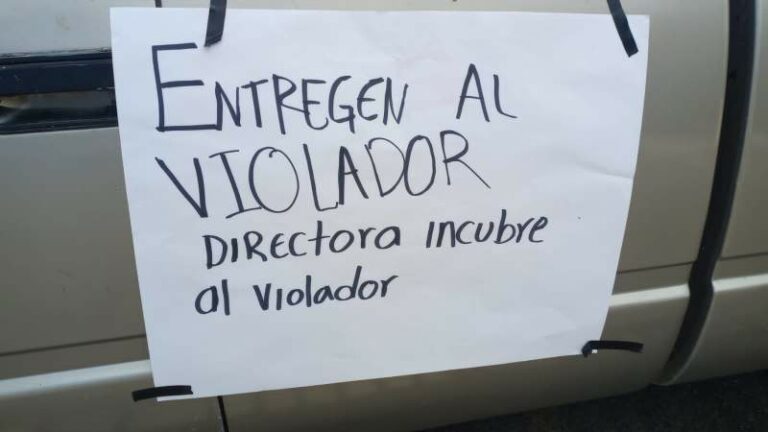 ENTREGEN AL
VIOLADOR
DIRECtORA incubre
al violador